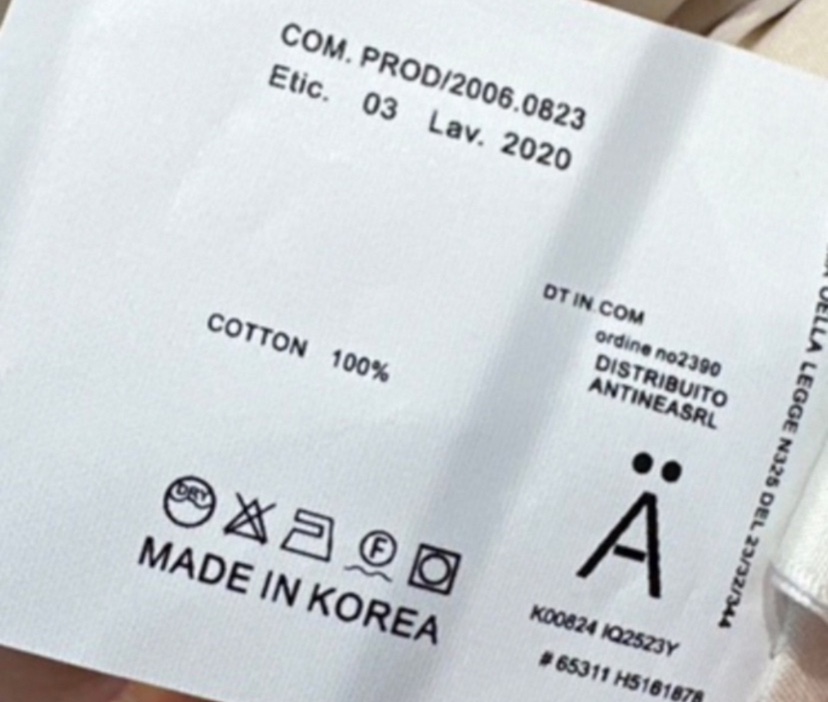 COM. PROD/2006.0823
Etic. 03 Lav. 2020
COTTON 100%
DRY
F
MADE IN KOREA
DT IN.COM
ordine no2390
DISTRIBUITO
ANTINEASRL
Ä
K00824 IQ2523Y
# 65311 H5161878
DELLA LEGGE N325 DEL 23/32/344